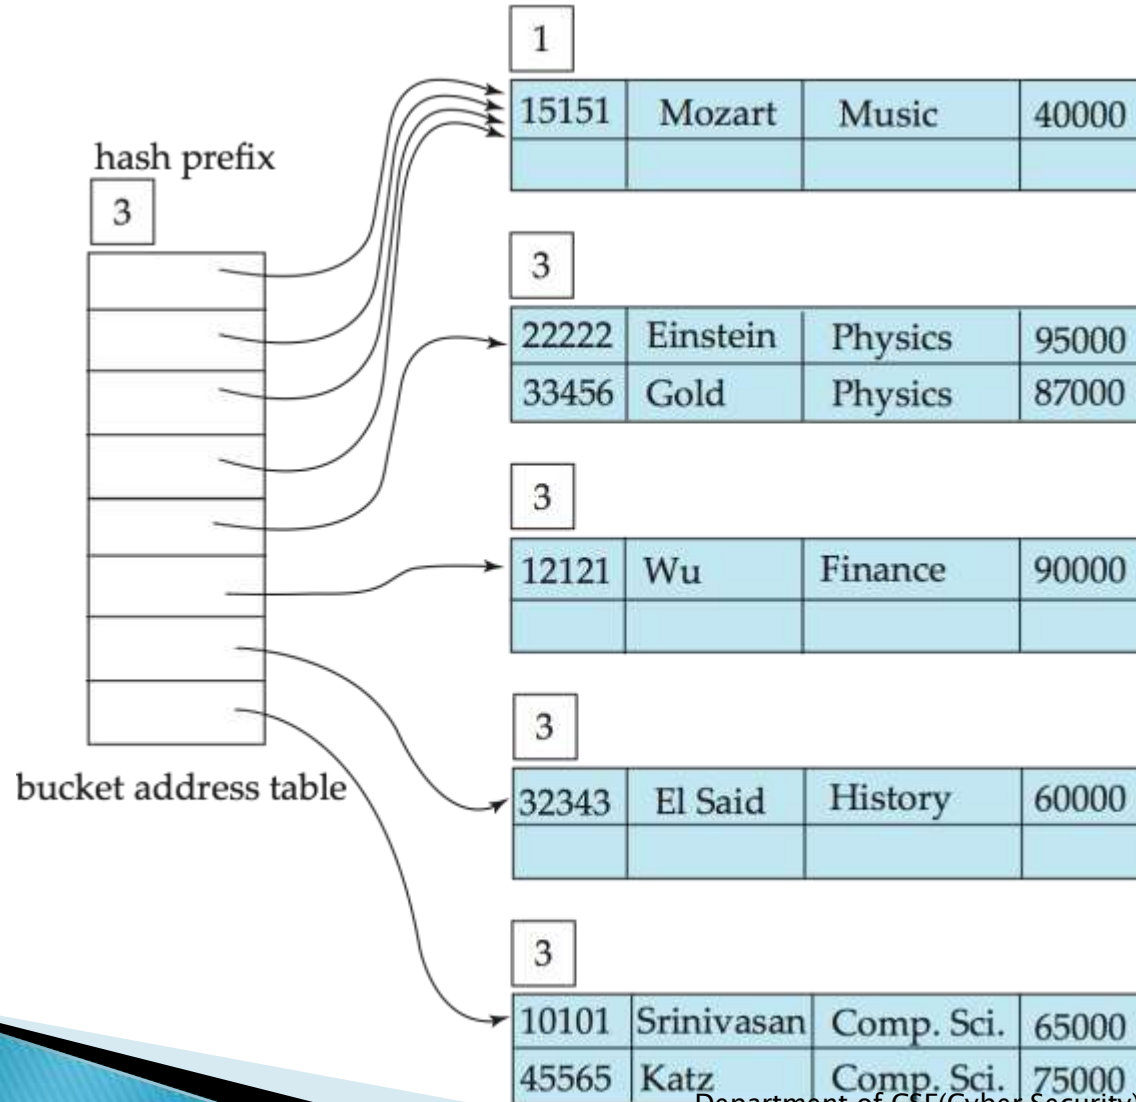 1
15151 Mozart Music 40000
hash prefix
3
3
22222 Einstein Physics 95000
33456 Gold Physics 87000
3
12121 Wu Finance 90000
3
bucket address table
32343 El Said History 60000
3
10101 Srinivasan Comp. Sci. 65000
45565 Katz Comp. Sci. 75000
Department of CSE(Cyber Security)